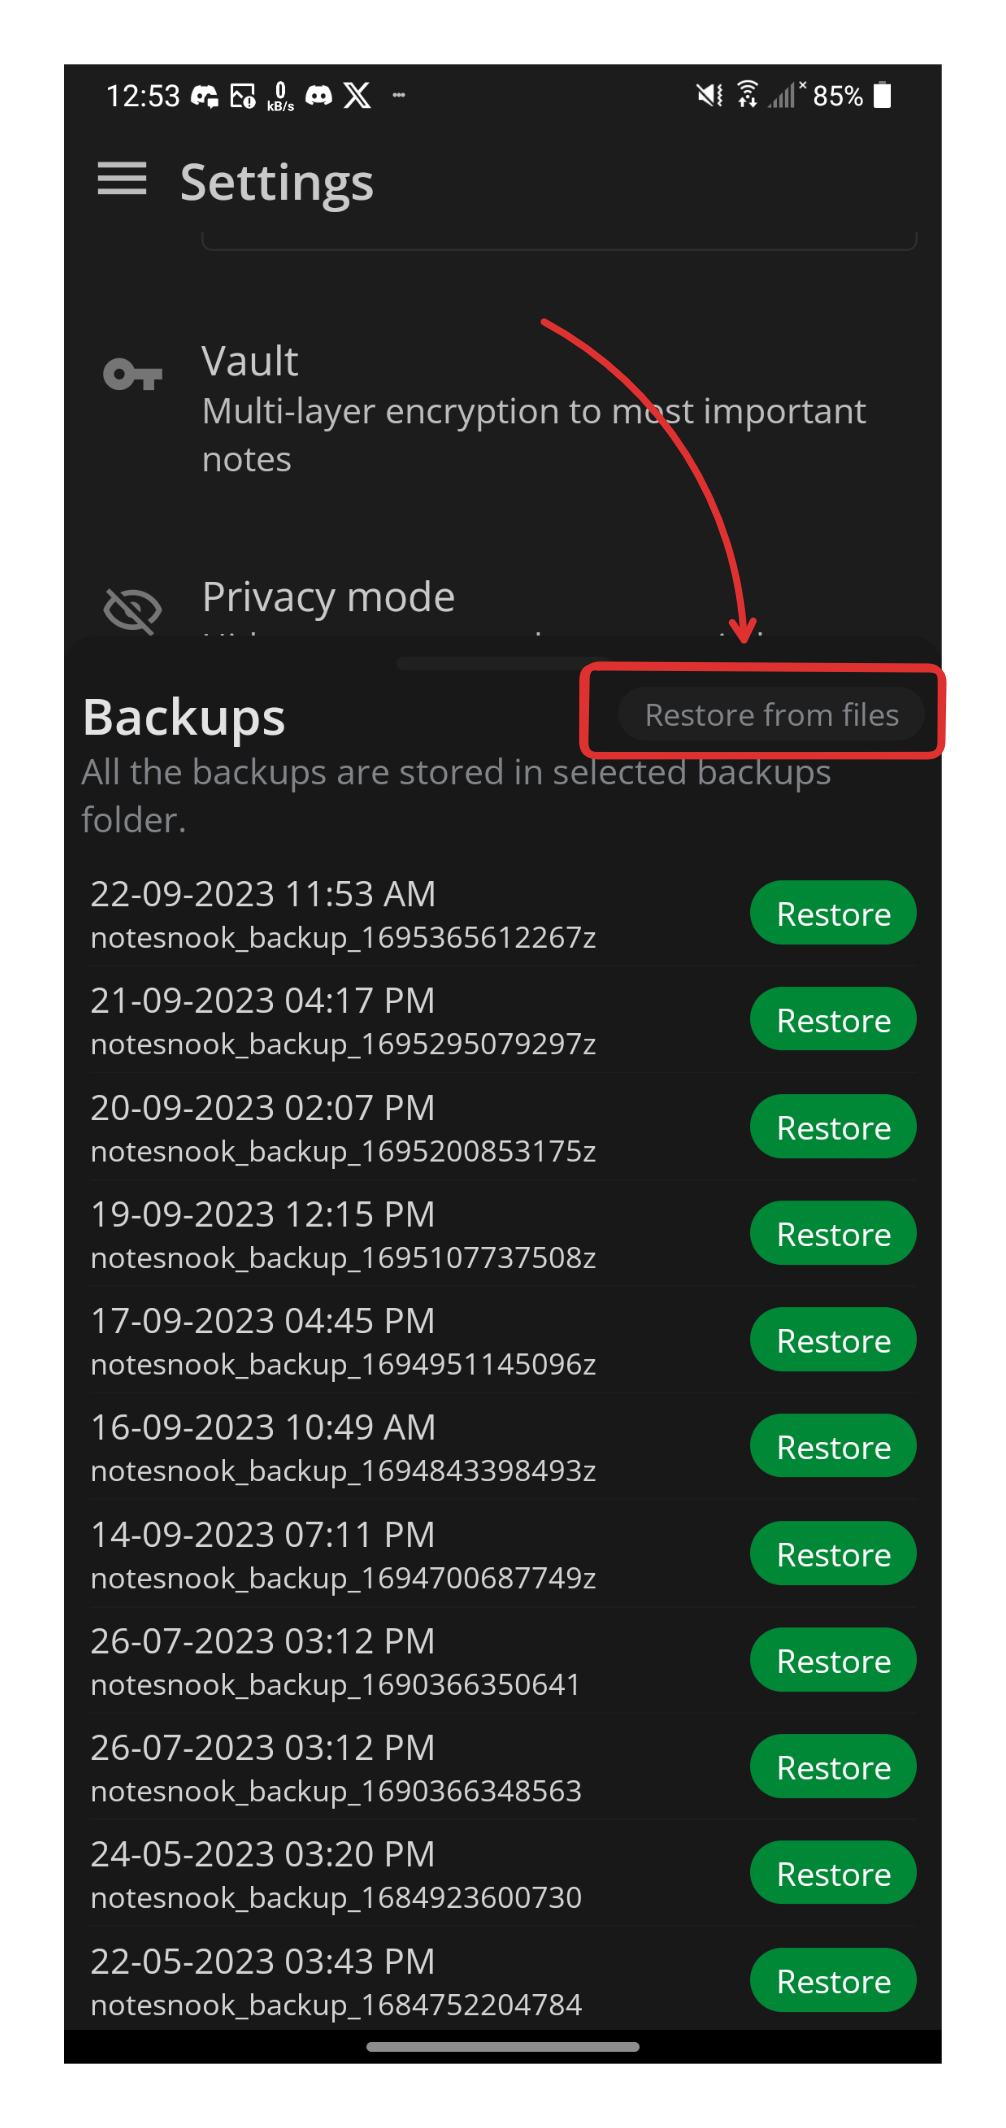 12:53 0 kB/s 85%
Settings
Vault
Multi-layer encryption to most important
notes
Privacy mode
Backups
Restore from files
All the backups are stored in selected backups
folder.
22-09-2023 11:53 AM
notesnook_backup_1695365612267z
Restore
21-09-2023 04:17 PM
notesnook_backup_1695295079297z
Restore
20-09-2023 02:07 PM
notesnook_backup_1695200853175z
Restore
19-09-2023 12:15 PM
notesnook_backup_1695107737508z
Restore
17-09-2023 04:45 PM
notesnook_backup_1694951145096z
Restore
16-09-2023 10:49 AM
notesnook_backup_1694843398493z
Restore
14-09-2023 07:11 PM
notesnook_backup_1694700687749z
Restore
26-07-2023 03:12 PM
notesnook_backup_1690366350641
Restore
26-07-2023 03:12 PM
notesnook_backup_1690366348563
Restore
24-05-2023 03:20 PM
notesnook_backup_1684923600730
Restore
22-05-2023 03:43 PM
notesnook_backup_1684752204784
Restore